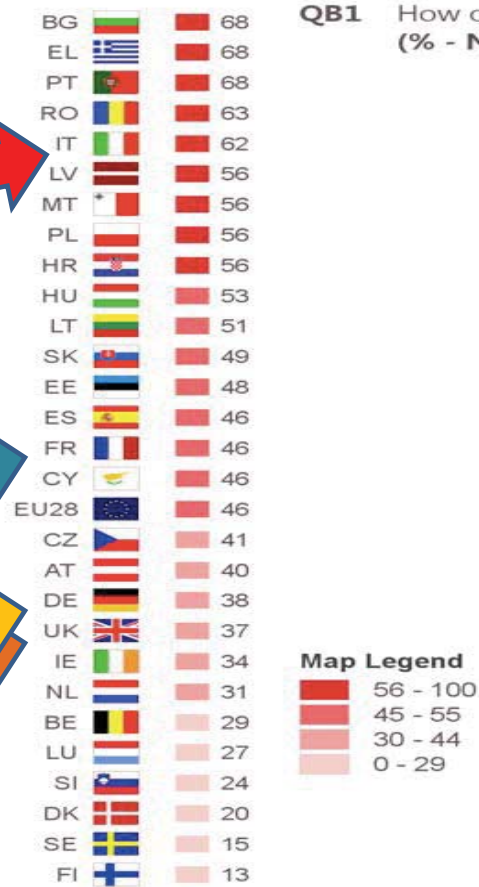 QB1 How
(% -
BG 68
EL 68
PT 68
RO 63
IT 62
LV 56
MT 56
PL 56
HR 56
HU 53
LT 51
SK 49
EE 48
ES 46
FR 46
CY 46
EU28 46
CZ 41
AT 40
DE 38
UK 37
IE 34
NL 31
BE 29
LU 27
SI 24
DK 20
SE 15
FI 13
Map Legend
56 - 100
45 - 55
30 - 44
0 - 29